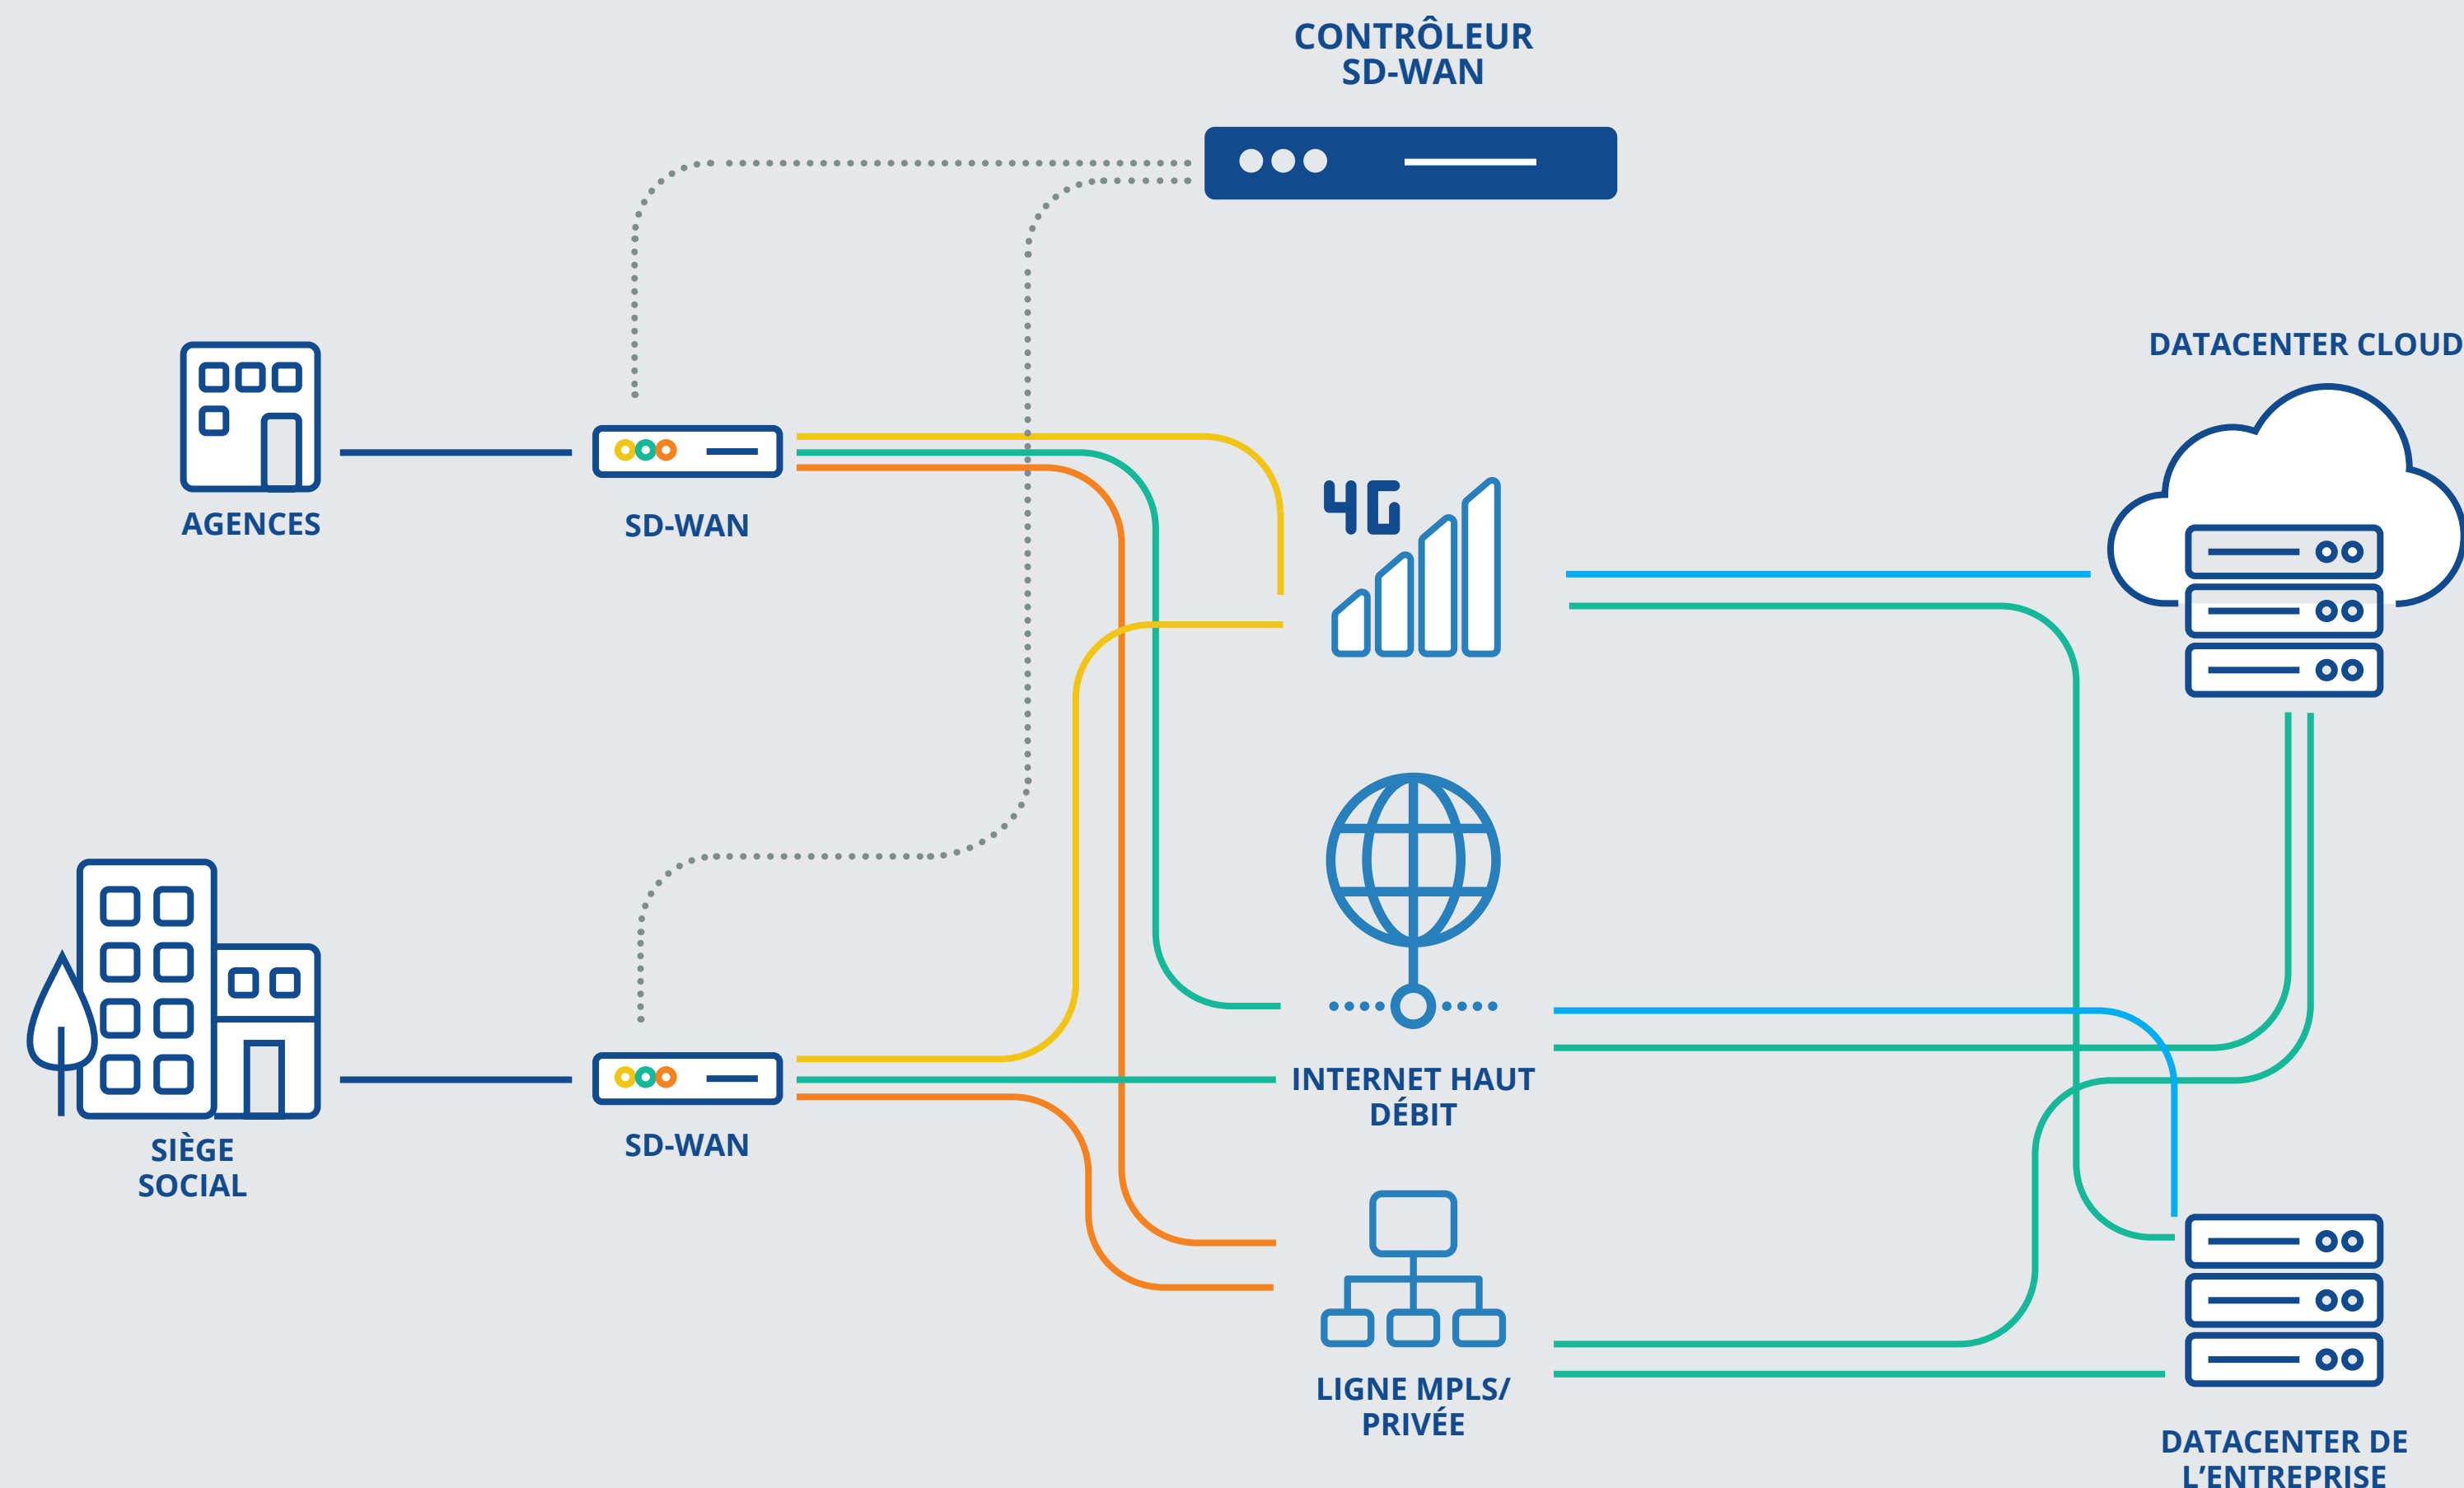 CONTRÔLEUR
SD-WAN
DATACENTER CLOUD
AGENCES
SD-WAN
4G
INTERNET HAUT
DÉBIT
SIÈGE
SOCIAL
SD-WAN
LIGNE MPLS/
PRIVÉE
DATACENTER DE
L’ENTREPRISE